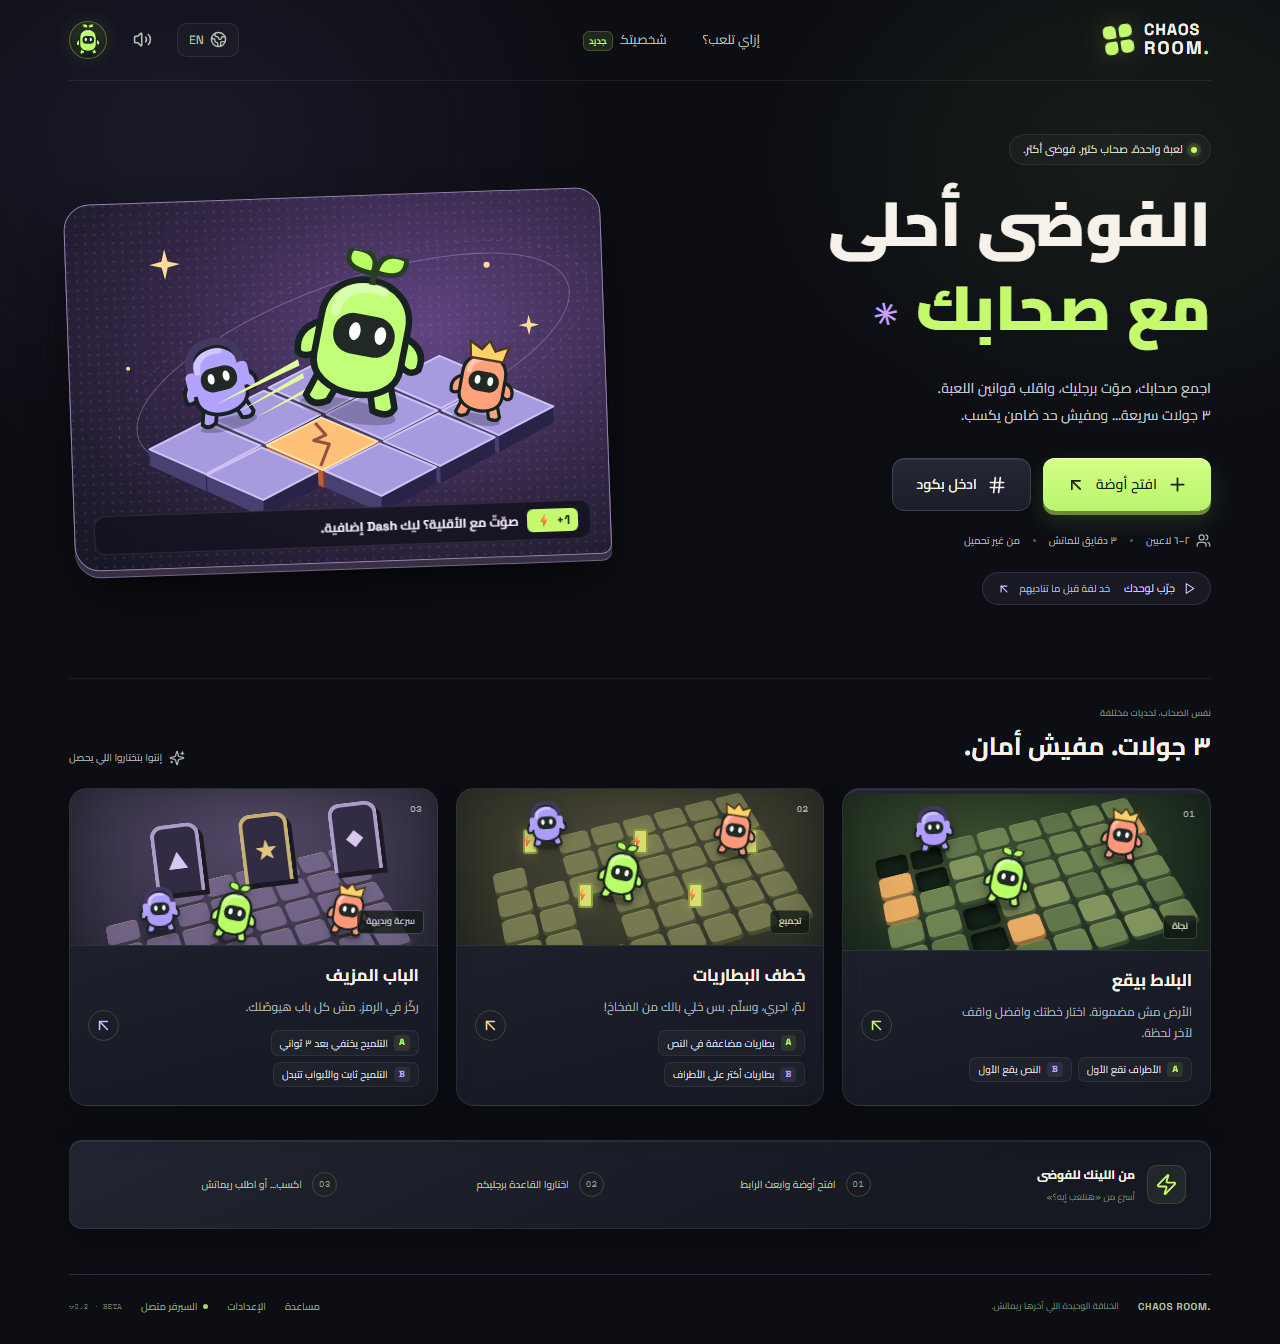 CHAOS
ROOM.
إزاي تلعب؟
شخصيتك
جديد
EN
لعبة واحدة. صحاب كتير. فوضى أكتر.
الفوضى أحلى
مع صحابك
اجمع صحابك، صوّت برجليك، واقلب قوانين اللعبة.
٣ جولات سريعة... ومفيش حد ضامن يكسب.
افتح أوضة
ادخل بكود
٢–٦ لاعبين • ٣ دقايق للماتش • من غير تحميل
جرّب لوحدك
خد لفة قبل ما تناديهم
+1
صوّتّ مع الأقلية؟ ليك Dash إضافية.
نفس الصحاب، تحديات مختلفة
٣ جولات. مفيش أمان.
إنتوا بتختاروا اللي يحصل
01
نجاة
البلاط بيقع
الأرض مش مضمونة. اختار خطتك وافضل واقف
لآخر لحظة.
A الأطراف تقع الأول
B النص يقع الأول
02
تجميع
خطف البطاريات
لمّ، اجري، وسلّم. بس خلي بالك من الفخاخ!
A بطاريات مضاعفة في النص
B بطاريات أكتر على الأطراف
03
سرعة وبديهة
الباب المزيف
ركّز في الرمز. مش كل باب هيوصّلك.
A التلميح يختفي بعد ٣ ثواني
B التلميح ثابت والأبواب تتبدل
من اللينك للفوضى
أسرع من «هنلعب إيه؟»
01 افتح أوضة وابعت الرابط
02 اختاروا القاعدة برجليكم
03 اكسب... أو اطلب ريماتش
CHAOS ROOM.
الخناقة الوحيدة اللي آخرها ريماتش.
مساعدة
الإعدادات
السيرفر متصل
v0.2 · BETA